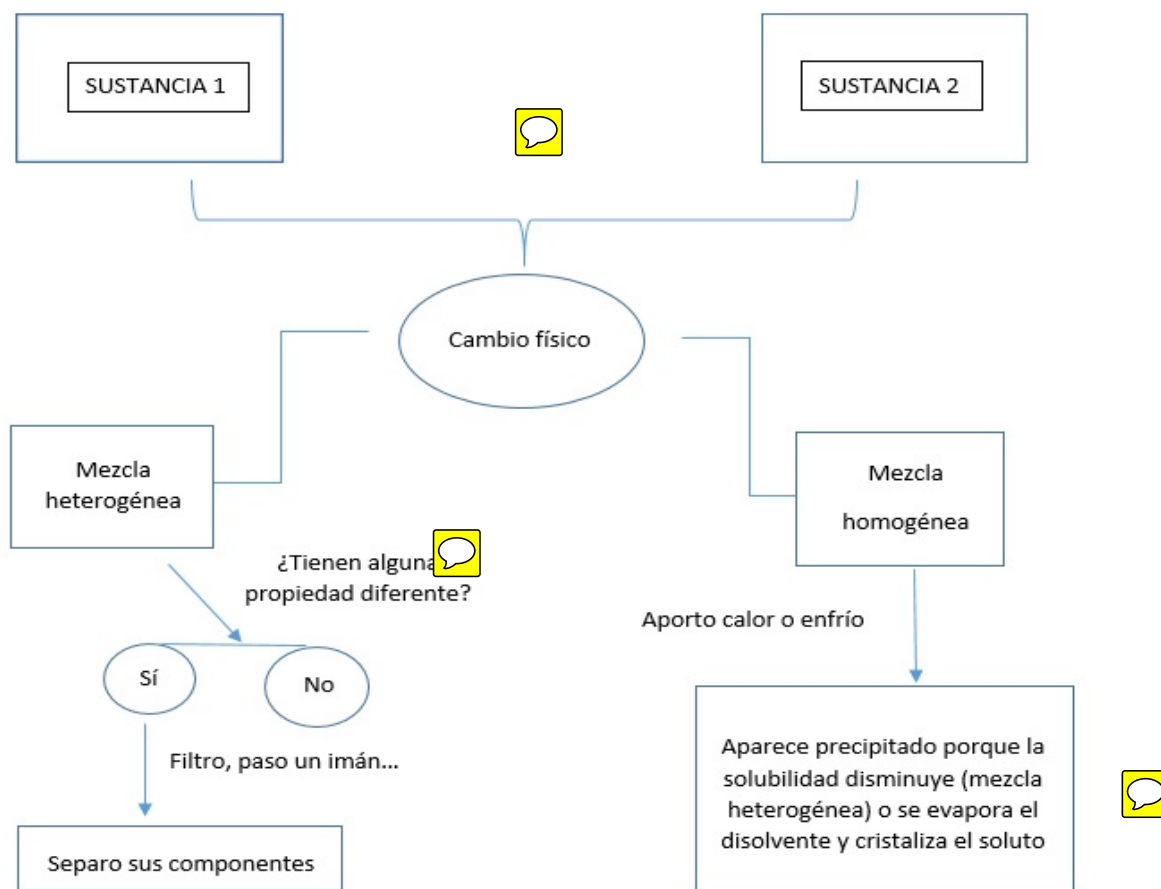 SUSTANCIA 1
SUSTANCIA 2
Cambio físico
Mezcla
heterogénea
Mezcla
homogénea
¿Tienen alguna
propiedad diferente?
Aporto calor o enfrío
Sí
No
Filtro, paso un imán...
Aparece precipitado porque la
solubilidad disminuye (mezcla
heterogénea) o se evapora el
disolvente y cristaliza el soluto
Separo sus componentes